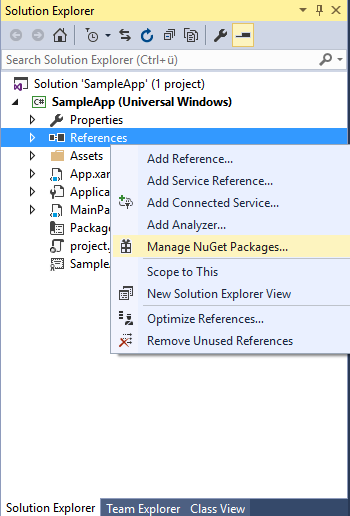 Solution Explorer
Search Solution Explorer (Ctrl+ü)
Solution 'SampleApp' (1 project)
C# SampleApp (Universal Windows)
Properties
References
Assets
App.xar
Applica
MainPa
Packag
project.
Sample
Add Reference...
Add Service Reference...
Add Connected Service...
Add Analyzer...
Manage NuGet Packages...
Scope to This
New Solution Explorer View
Optimize References...
Remove Unused References
Solution Explorer Team Explorer Class View